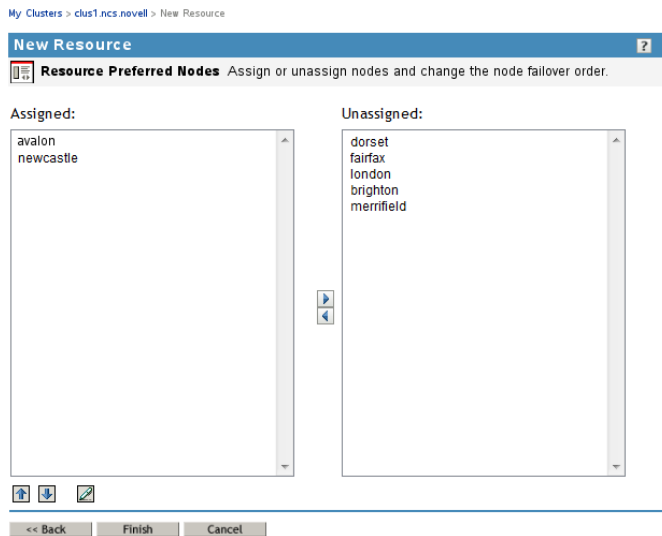 My Clusters > clus1.ncs.novell > New Resource
New Resource ?
Resource Preferred Nodes Assign or unassign nodes and change the node failover order.
Assigned:
avalon
newcastle
Unassigned:
dorset
fairfax
london
brighton
merrifield
<< Back Finish Cancel